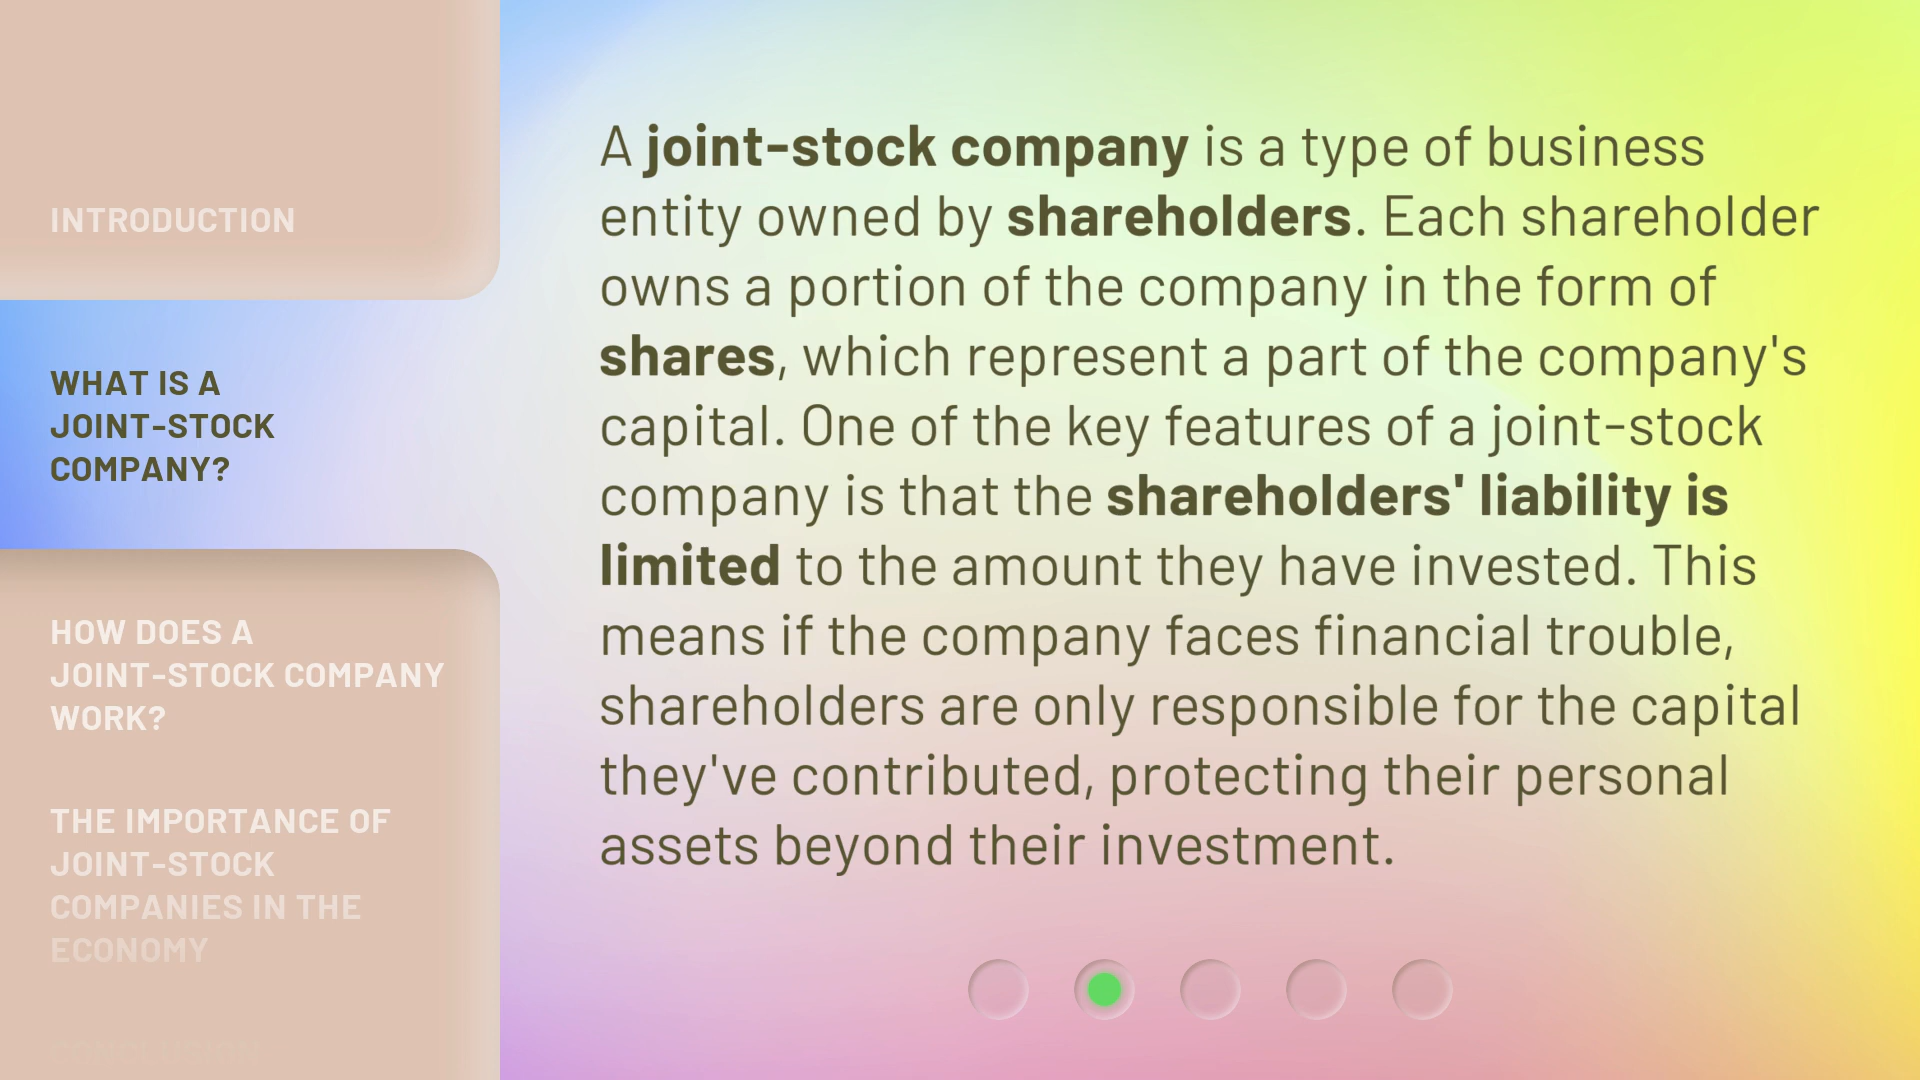 INTRODUCTION
WHAT IS A
JOINT-STOCK
COMPANY?
HOW DOES A
JOINT-STOCK COMPANY
WORK?
THE IMPORTANCE OF
JOINT-STOCK
COMPANIES IN THE
ECONOMY
CONCLUSION
A joint-stock company is a type of business
entity owned by shareholders. Each shareholder
owns a portion of the company in the form of
shares, which represent a part of the company's
capital. One of the key features of a joint-stock
company is that the shareholders' liability is
limited to the amount they have invested. This
means if the company faces financial trouble,
shareholders are only responsible for the capital
they've contributed, protecting their personal
assets beyond their investment.